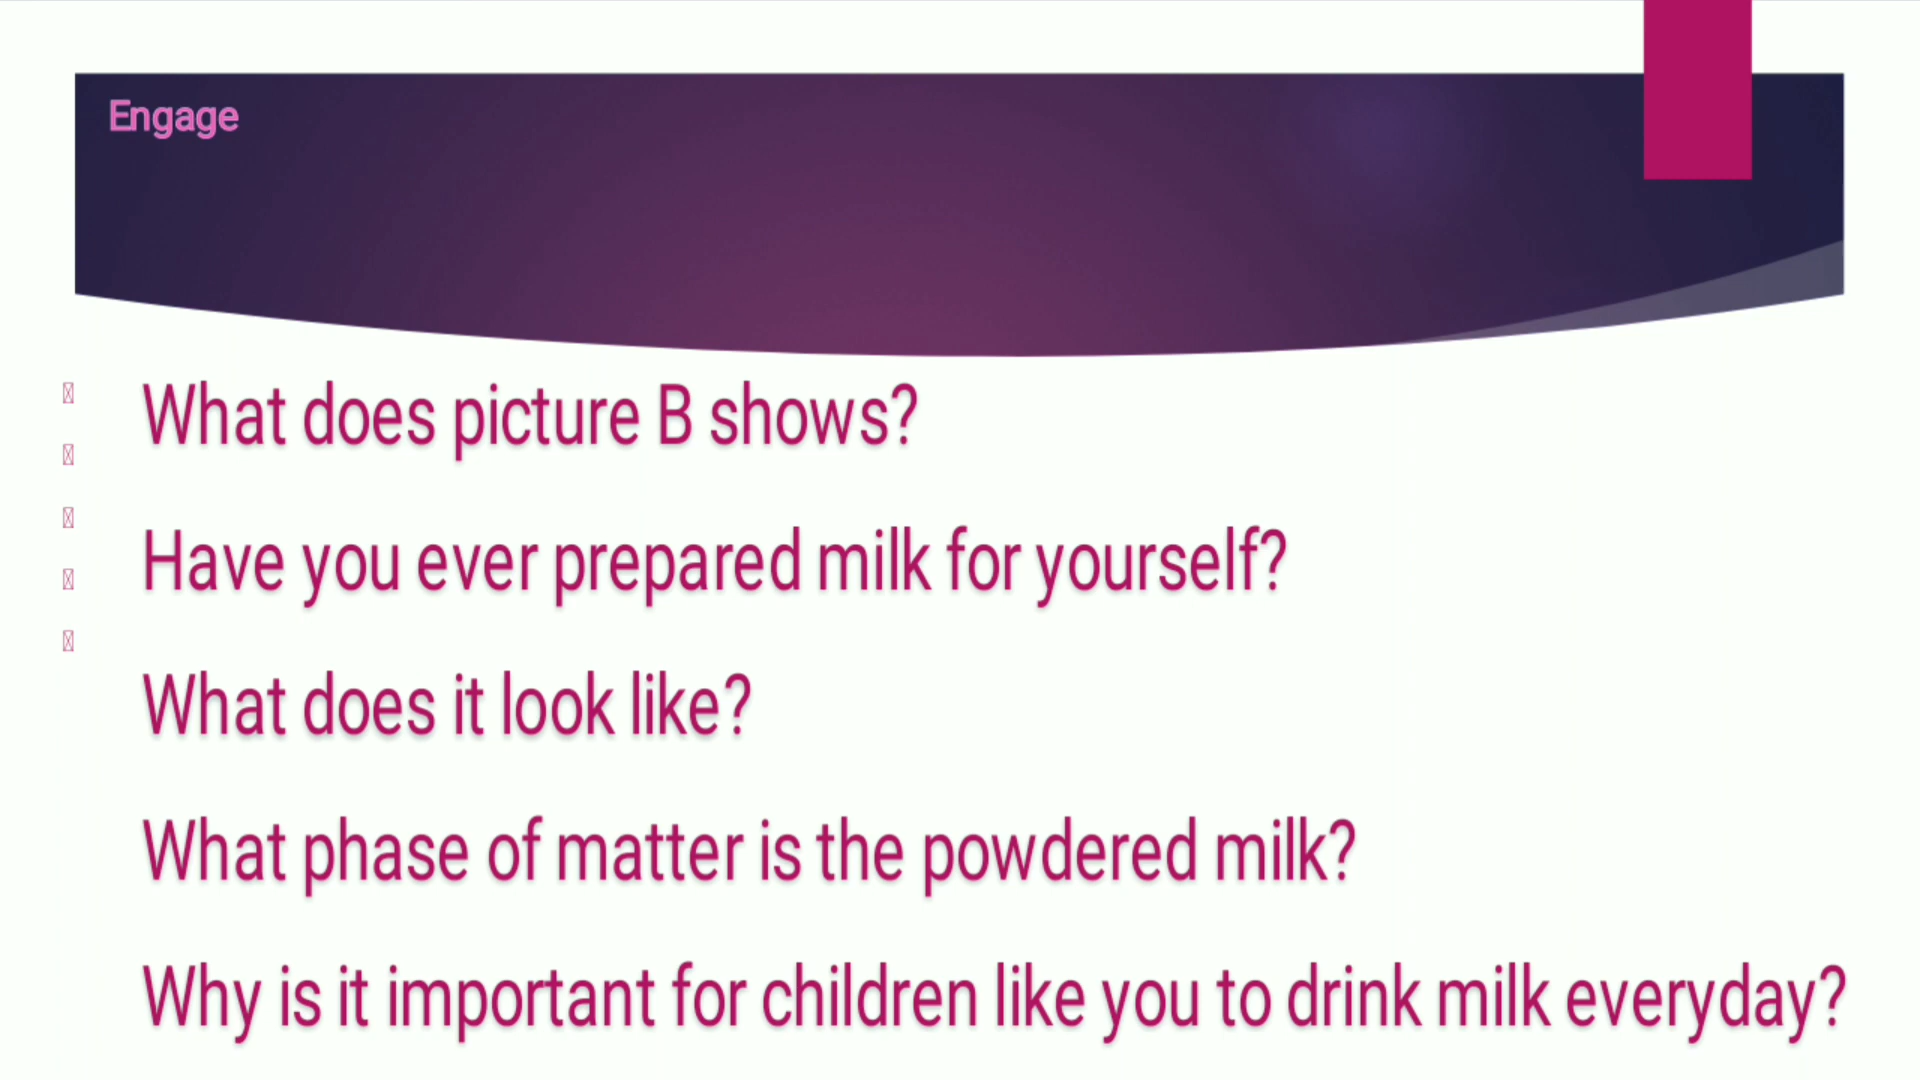 Engage
What does picture B shows?
Have you ever prepared milk for yourself?
What does it look like?
What phase of matter is the powdered milk?
Why is it important for children like you to drink milk everyday?